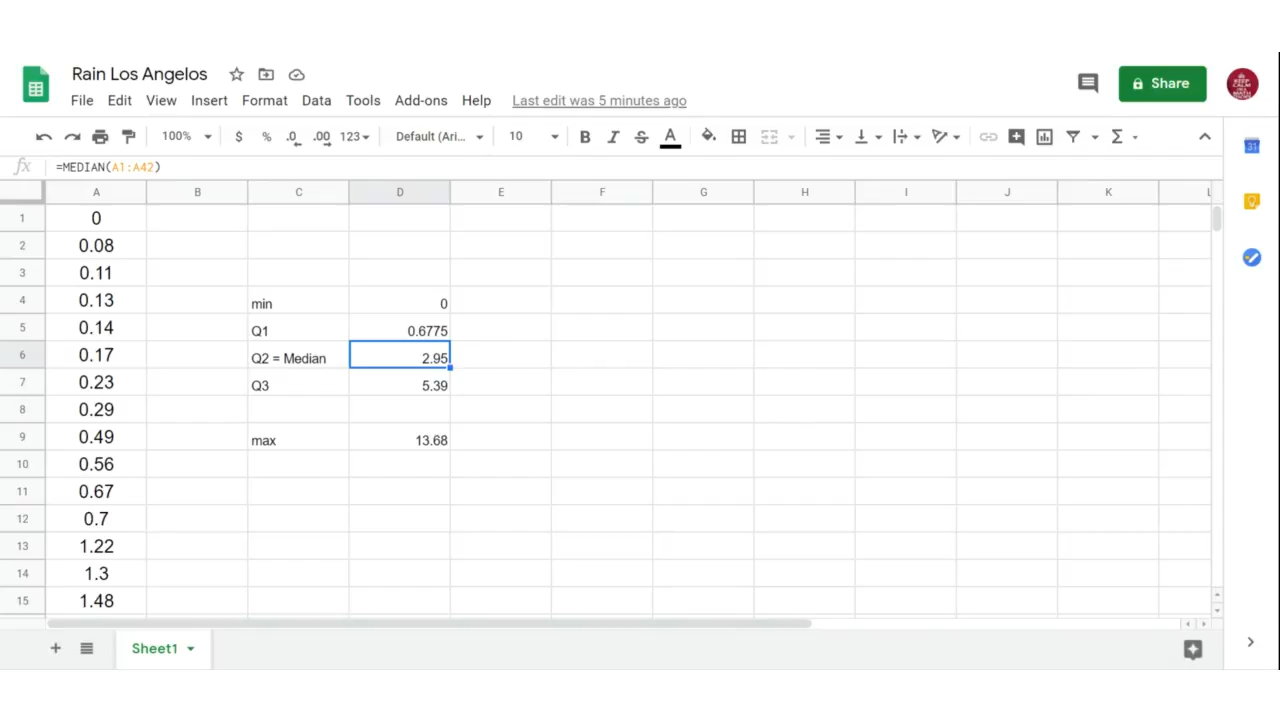 Rain Los Angelos
File Edit View Insert Format Data Tools Add-ons Help Last edit was 5 minutes ago
Share
100% $ % .0 .00 123 Default (Ari... 10 B I S A Σ
31
fx =MEDIAN(A1:A42)
A B C D E F G H I J K L
1 0
2 0.08
3 0.11
4 0.13 min 0
5 0.14 Q1 0.6775
6 0.17 Q2 = Median 2.95
7 0.23 Q3 5.39
8 0.29
9 0.49 max 13.68
10 0.56
11 0.67
12 0.7
13 1.22
14 1.3
15 1.48
+ Sheet1